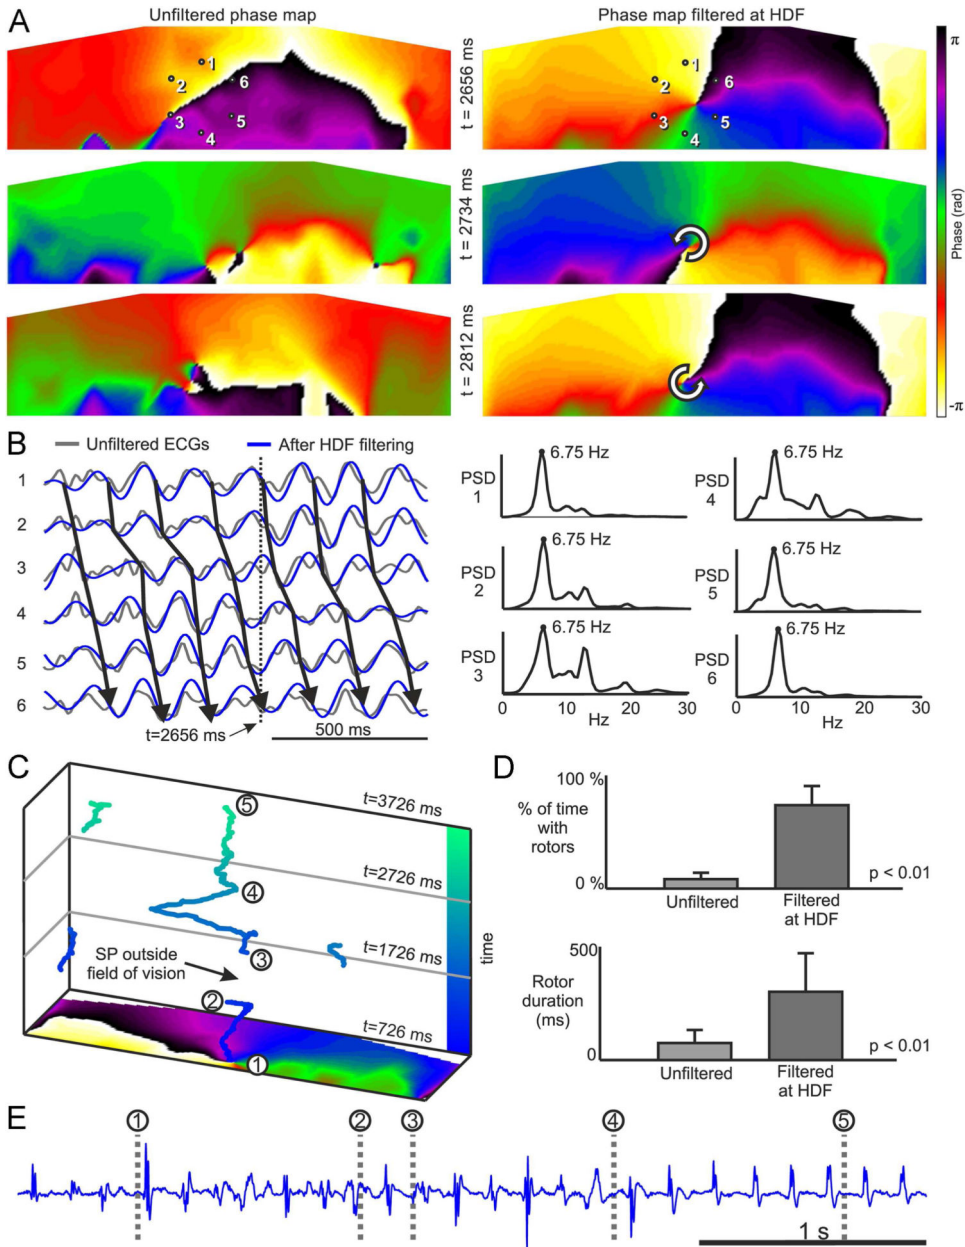 A
Unfiltered phase map
Phase map filtered at HDF
1
2
3
4
5
6
t = 2656 ms
1
2
3
4
5
6
π
t = 2734 ms
Phase (rad)
t = 2812 ms
-π
B
Unfiltered ECGs
After HDF filtering
1
2
3
4
5
6
t=2656 ms
500 ms
PSD 1
6.75 Hz
PSD 4
6.75 Hz
PSD 2
6.75 Hz
PSD 5
6.75 Hz
PSD 3
6.75 Hz
PSD 6
6.75 Hz
0 10 20 30
Hz
0 10 20 30
Hz
C
t=3726 ms
t=2726 ms
t=1726 ms
t=726 ms
5
4
3
SP outside
field of vision
2
1
time
D
100 %
% of time
with
rotors
0 %
Unfiltered
Filtered
at HDF
p < 0.01
500
Rotor
duration
(ms)
0
Unfiltered
Filtered
at HDF
p < 0.01
E
1
2
3
4
5
1 s